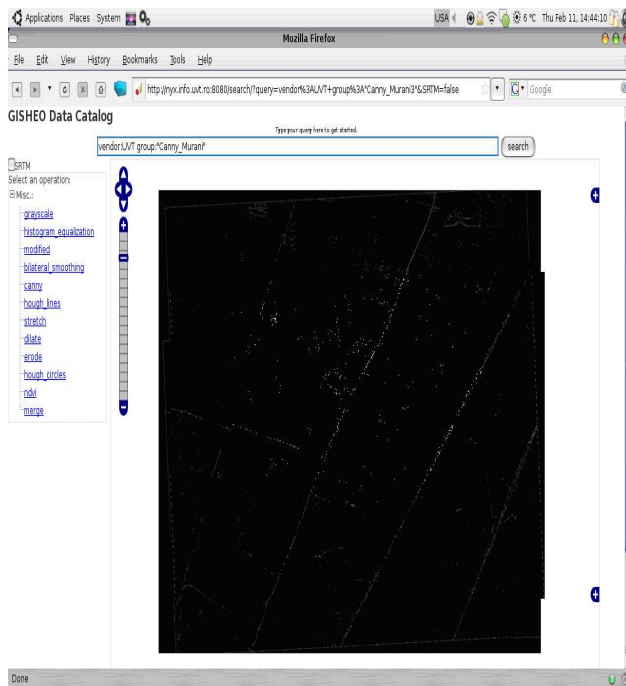 Applications Places System
USA 6 °C Thu Feb 11, 14:44:10
Mozilla Firefox
File Edit View History Bookmarks Tools Help
http://nyx.info.uvt.ro:8080/search/?query=vendor%3AUVT+group%3A"Canny_Murani3"&SRTM=false
Google
GISHEO Data Catalog
Type your query here to get started.
vendor:UVT group:"Canny_Murani"
search
SRTM
Select an operation:
Misc.:
grayscale
histogram_equalization
modified
bilateral_smoothing
canny
hough_lines
stretch
dilate
erode
hough_circles
ndvi
merge
Done